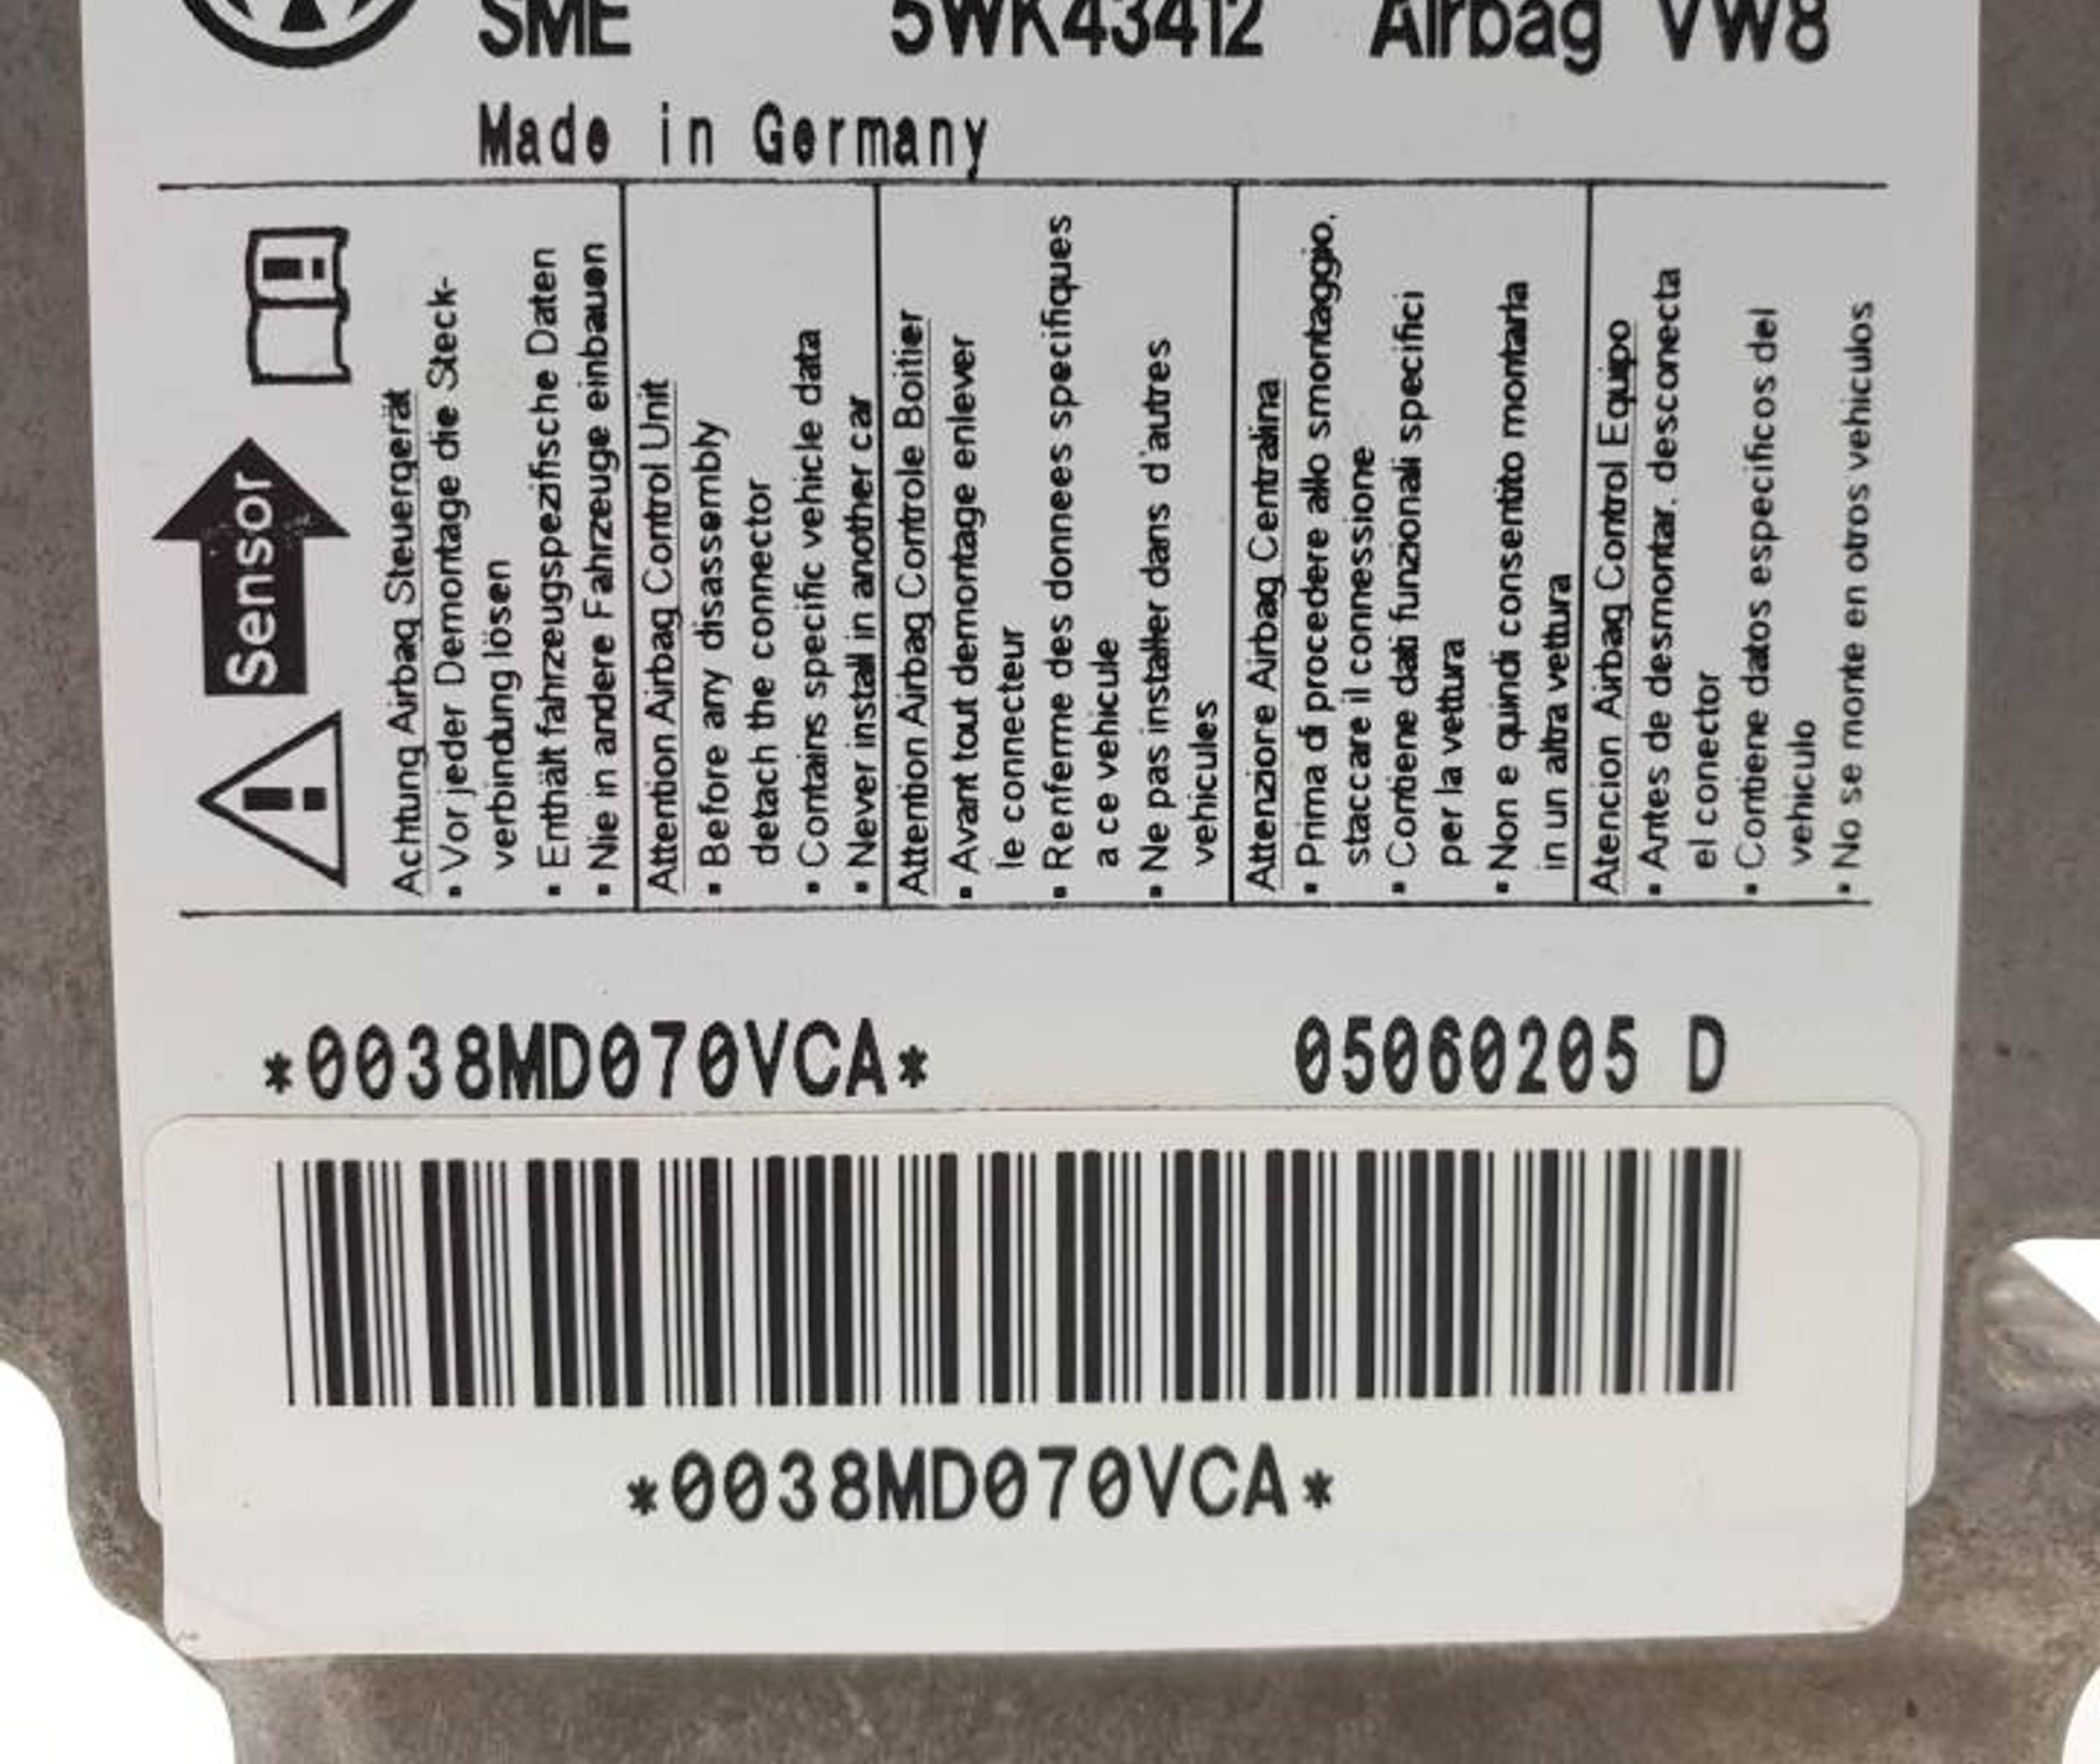 SME 5WK43412 Airbag VW8
Made in Germany
Sensor
Achtung Airbag Steuergerät
• Vor jeder Demontage die Steck-
verbindung lösen
• Enthält fahrzeugspezifische Daten
• Nie in andere Fahrzeuge einbauen
Attention Airbag Control Unit
• Before any disassembly
detach the connector
• Contains specific vehicle data
• Never install in another car
Attention Airbag Controle Boitier
• Avant tout demontage enlever
le connecteur
• Renferme des donnees specifiques
a ce vehicule
• Ne pas installer dans d'autres
vehicules
Attenzione Airbag Centralina
• Prima di procedere allo smontaggio.
staccare il connessione
• Contiene dati funzionali specifici
per la vettura
• Non e quindi consentito montarla
in un altra vettura
Atencion Airbag Control Equipo
• Antes de desmontar. desconecta
el conector
• Contiene datos especificos del
vehiculo
• No se monte en otros vehiculos
*0038MD070VCA* 05060205 D
*0038MD070VCA*